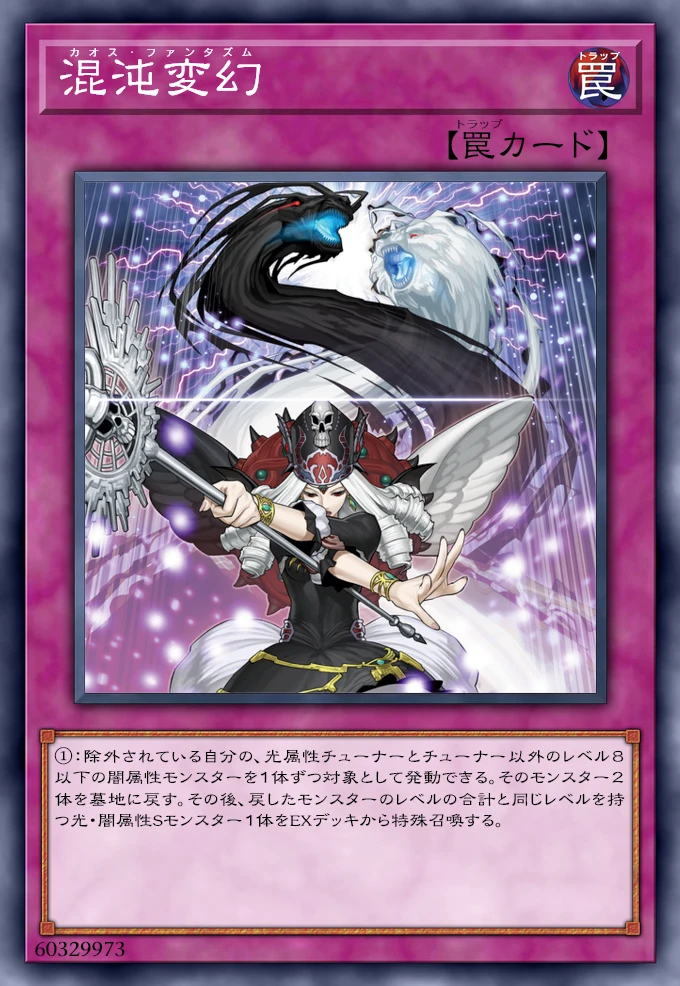 カオス・ファンタズム
混沌変幻
トラップ
罠
トラップ
【罠カード】
①:除外されている自分の、光属性チューナーとチューナー以外のレベル8
以下の闇属性モンスターを1体ずつ対象として発動できる。そのモンスター2
体を墓地に戻す。その後、戻したモンスターのレベルの合計と同じレベルを持
つ光・闇属性Sモンスター1体をEXデッキから特殊召喚する。
60329973